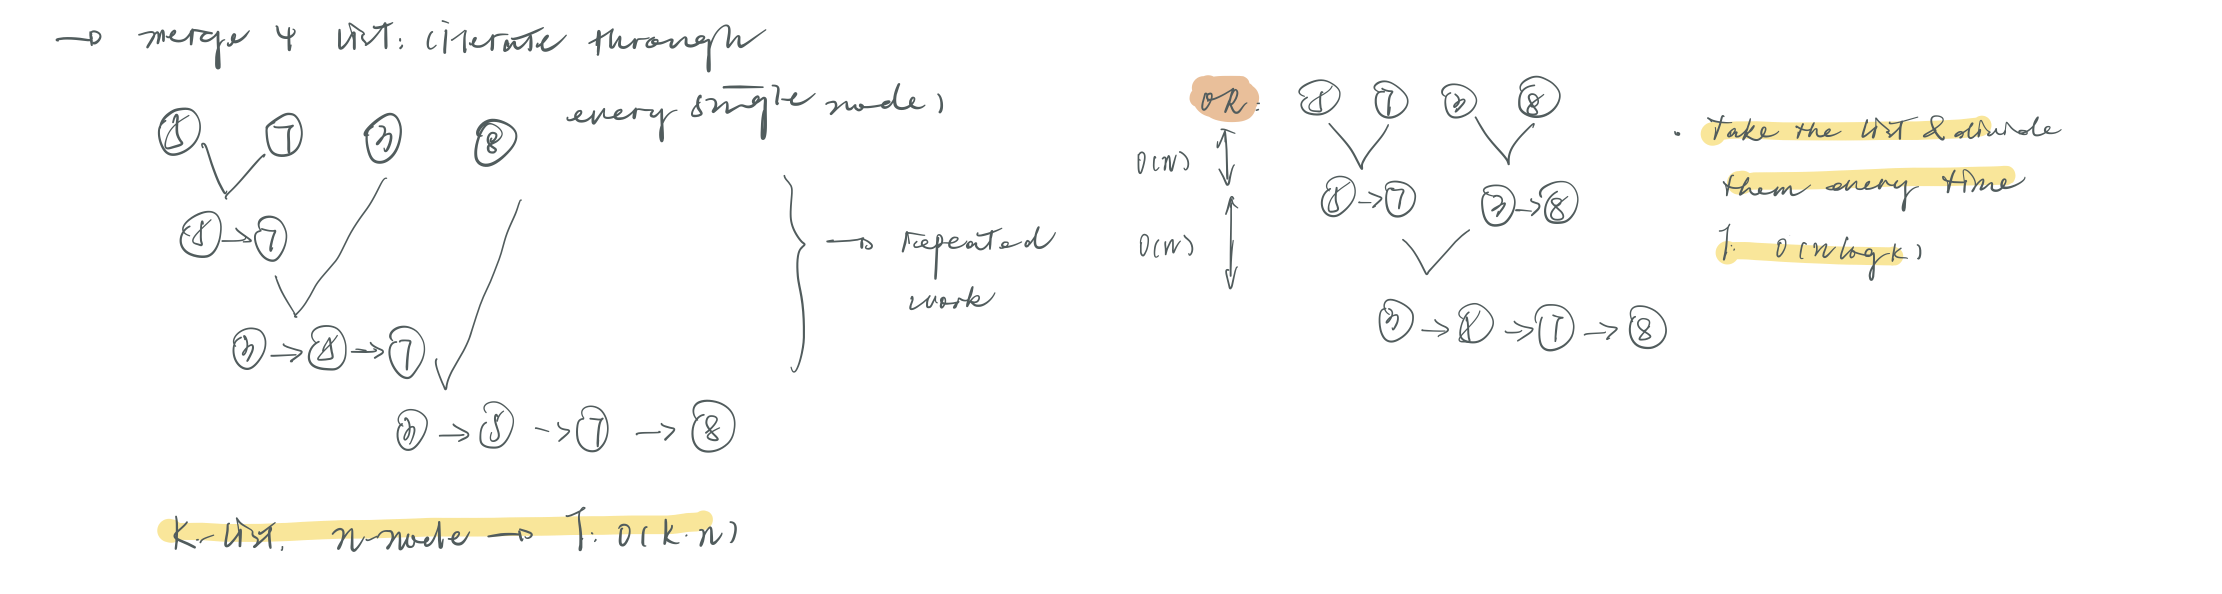 → merge 4 list: (iterate through
every single node)
5 7 3 8
5 → 7
3 → 5 → 7
3 → 5 → 7 → 8
→ repeated
work
K-list, n-node → T: O(k.n)
OR: 5 7 3 8
O(N)
5 → 7 3 → 8
O(N)
3 → 5 → 7 → 8
• Take the list & divide
them every time
T: O(n log k)